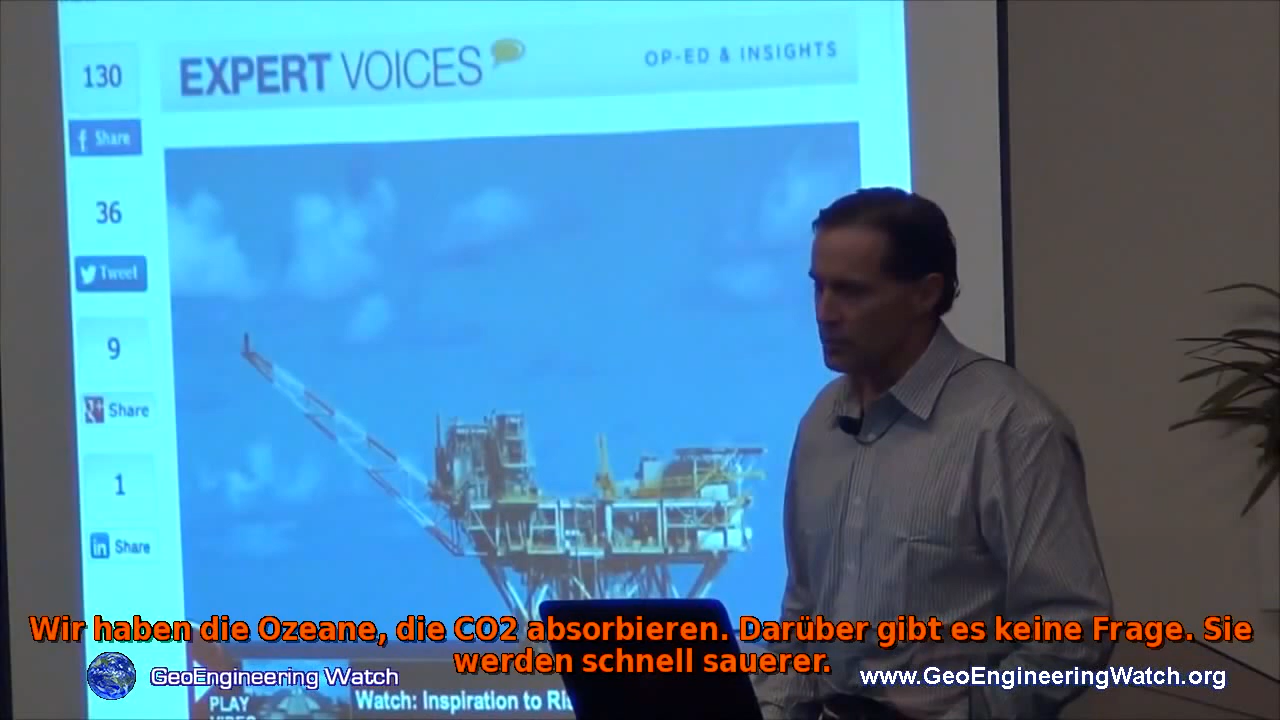 130
EXPERT VOICES
OP-ED & INSIGHTS
f Share
36
Tweet
9
Share
1
in Share
Wir haben die Ozeane, die CO2 absorbieren. Darüber gibt es keine Frage. Sie
werden schnell sauerer.
GeoEngineering Watch
www.GeoEngineeringWatch.org
PLAY
Watch: Inspiration to